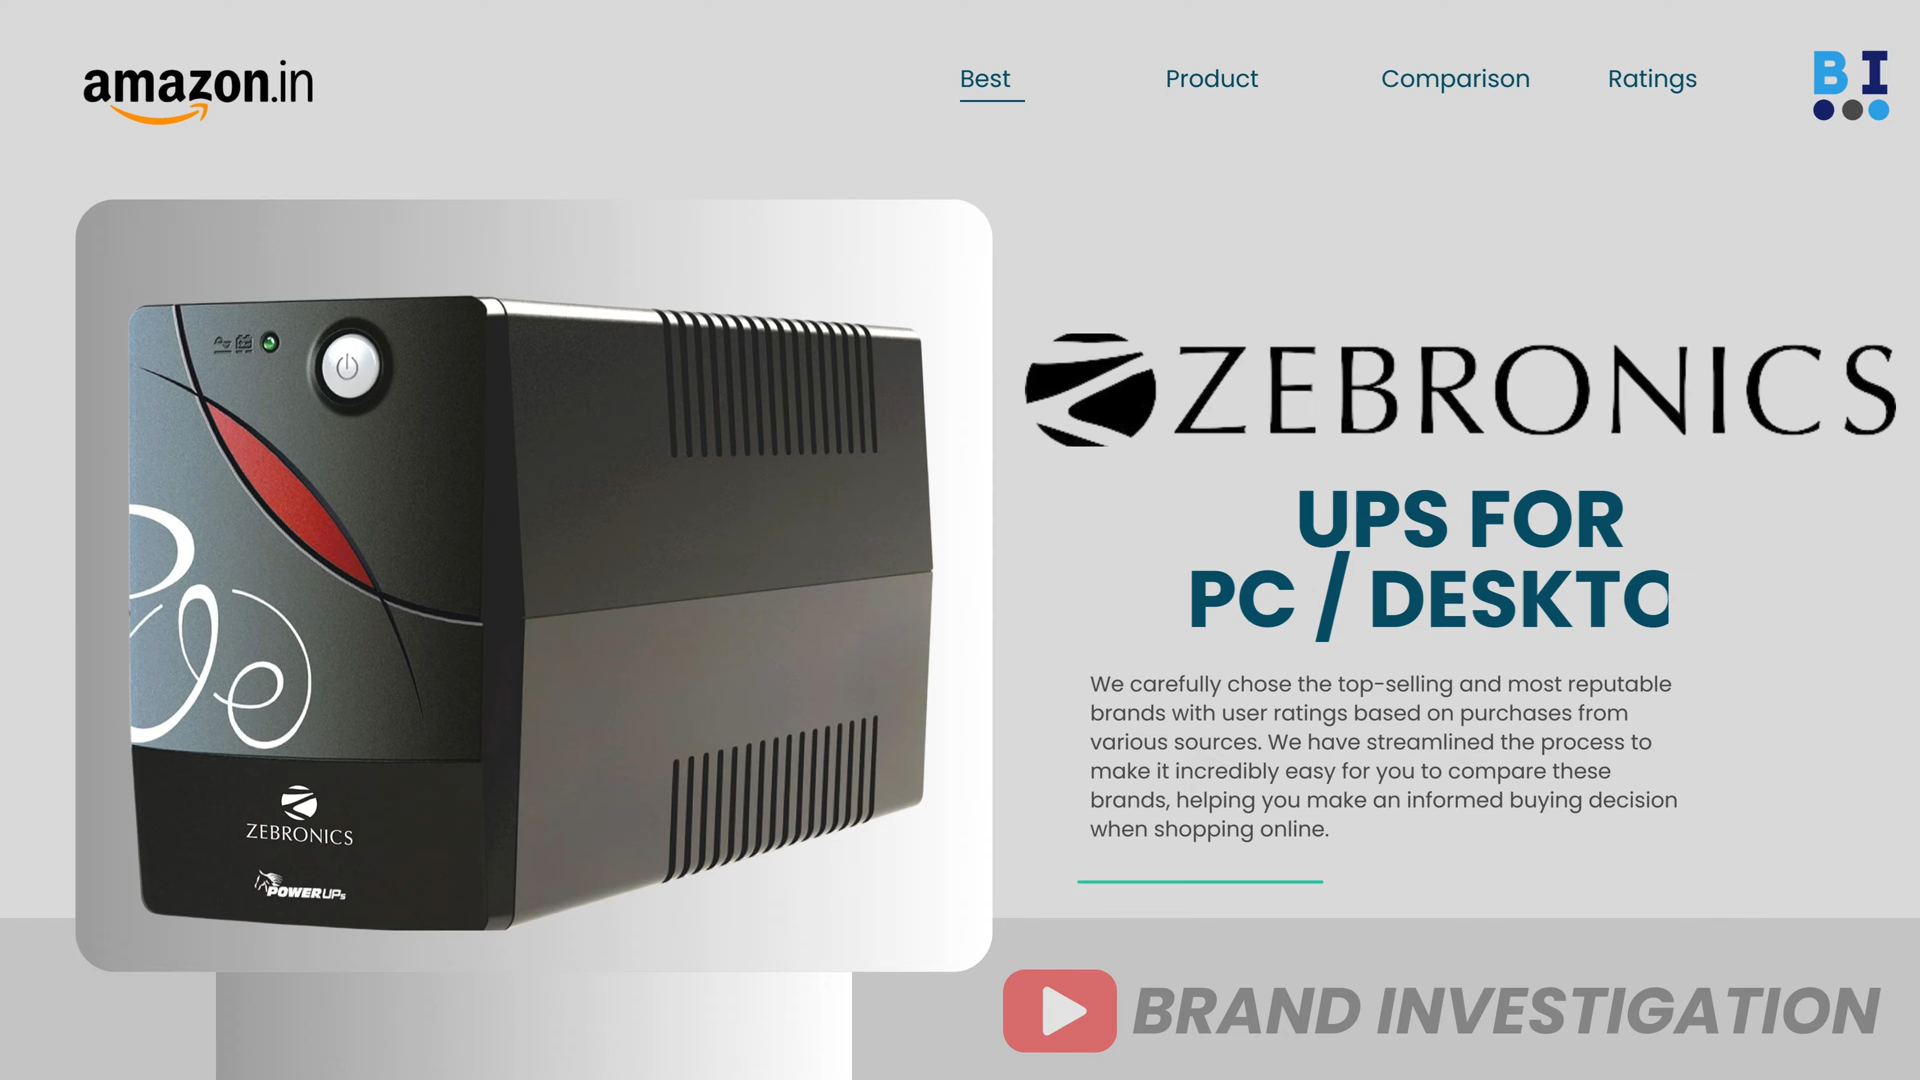 amazon.in
Best Product Comparison Ratings
BI
ZEBRONICS
UPS FOR
PC / DESKTO
We carefully chose the top-selling and most reputable
brands with user ratings based on purchases from
various sources. We have streamlined the process to
make it incredibly easy for you to compare these
brands, helping you make an informed buying decision
when shopping online.
ZEBRONICS
POWER UPs
BRAND INVESTIGATION